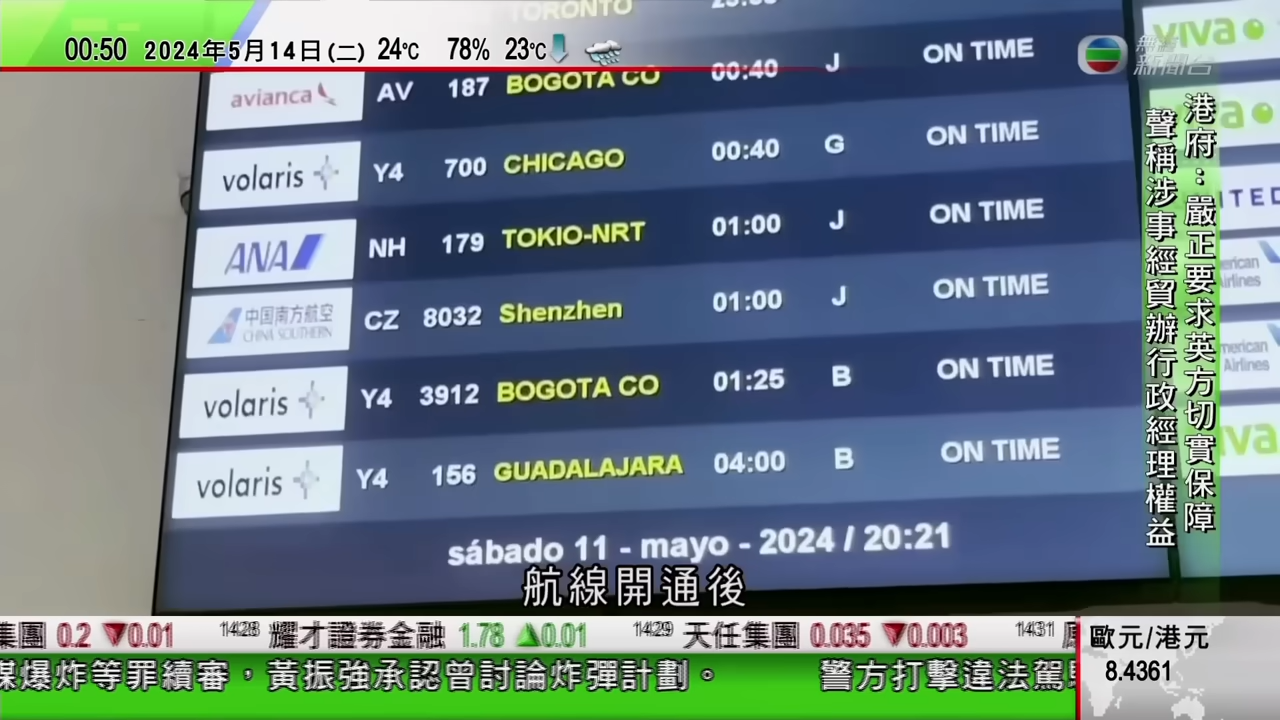 TORONTO
00:50 2024年5月14日(二) 24℃ 78% 23℃
無綫新聞台
avianca AV 187 BOGOTA CO 00:40 J ON TIME
volaris Y4 700 CHICAGO 00:40 G ON TIME
ANA NH 179 TOKIO-NRT 01:00 J ON TIME
中国南方航空 CHINA SOUTHERN CZ 8032 Shenzhen 01:00 J ON TIME
volaris Y4 3912 BOGOTA CO 01:25 B ON TIME
volaris Y4 156 GUADALAJARA 04:00 B ON TIME
sábado 11 - mayo - 2024 / 20:21
viva
港府：嚴正要求英方切實保障
聲稱涉事經貿辦行政經理權益
航線開通後
集團 0.2 ▼0.01 1428 耀才證券金融 1.78 ▲0.01 1429 天任集團 0.035 ▼0.003 1431
爆炸等罪續審，黃振強承認曾討論炸彈計劃。 警方打擊違法駕
歐元/港元
8.4361